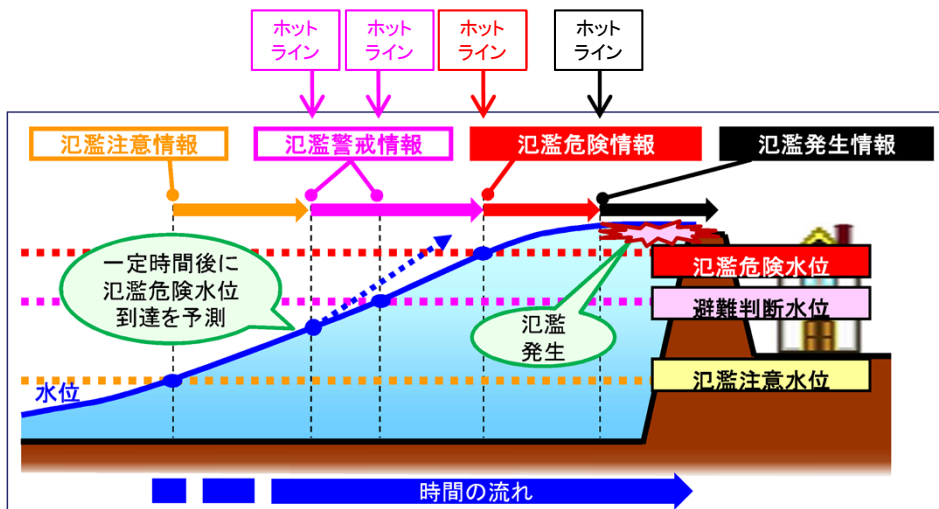 ホット
ライン
ホット
ライン
ホット
ライン
ホット
ライン
氾濫注意情報
氾濫警戒情報
氾濫危険情報
氾濫発生情報
一定時間後に
氾濫危険水位
到達を予測
氾濫
発生
氾濫危険水位
避難判断水位
氾濫注意水位
水位
時間の流れ